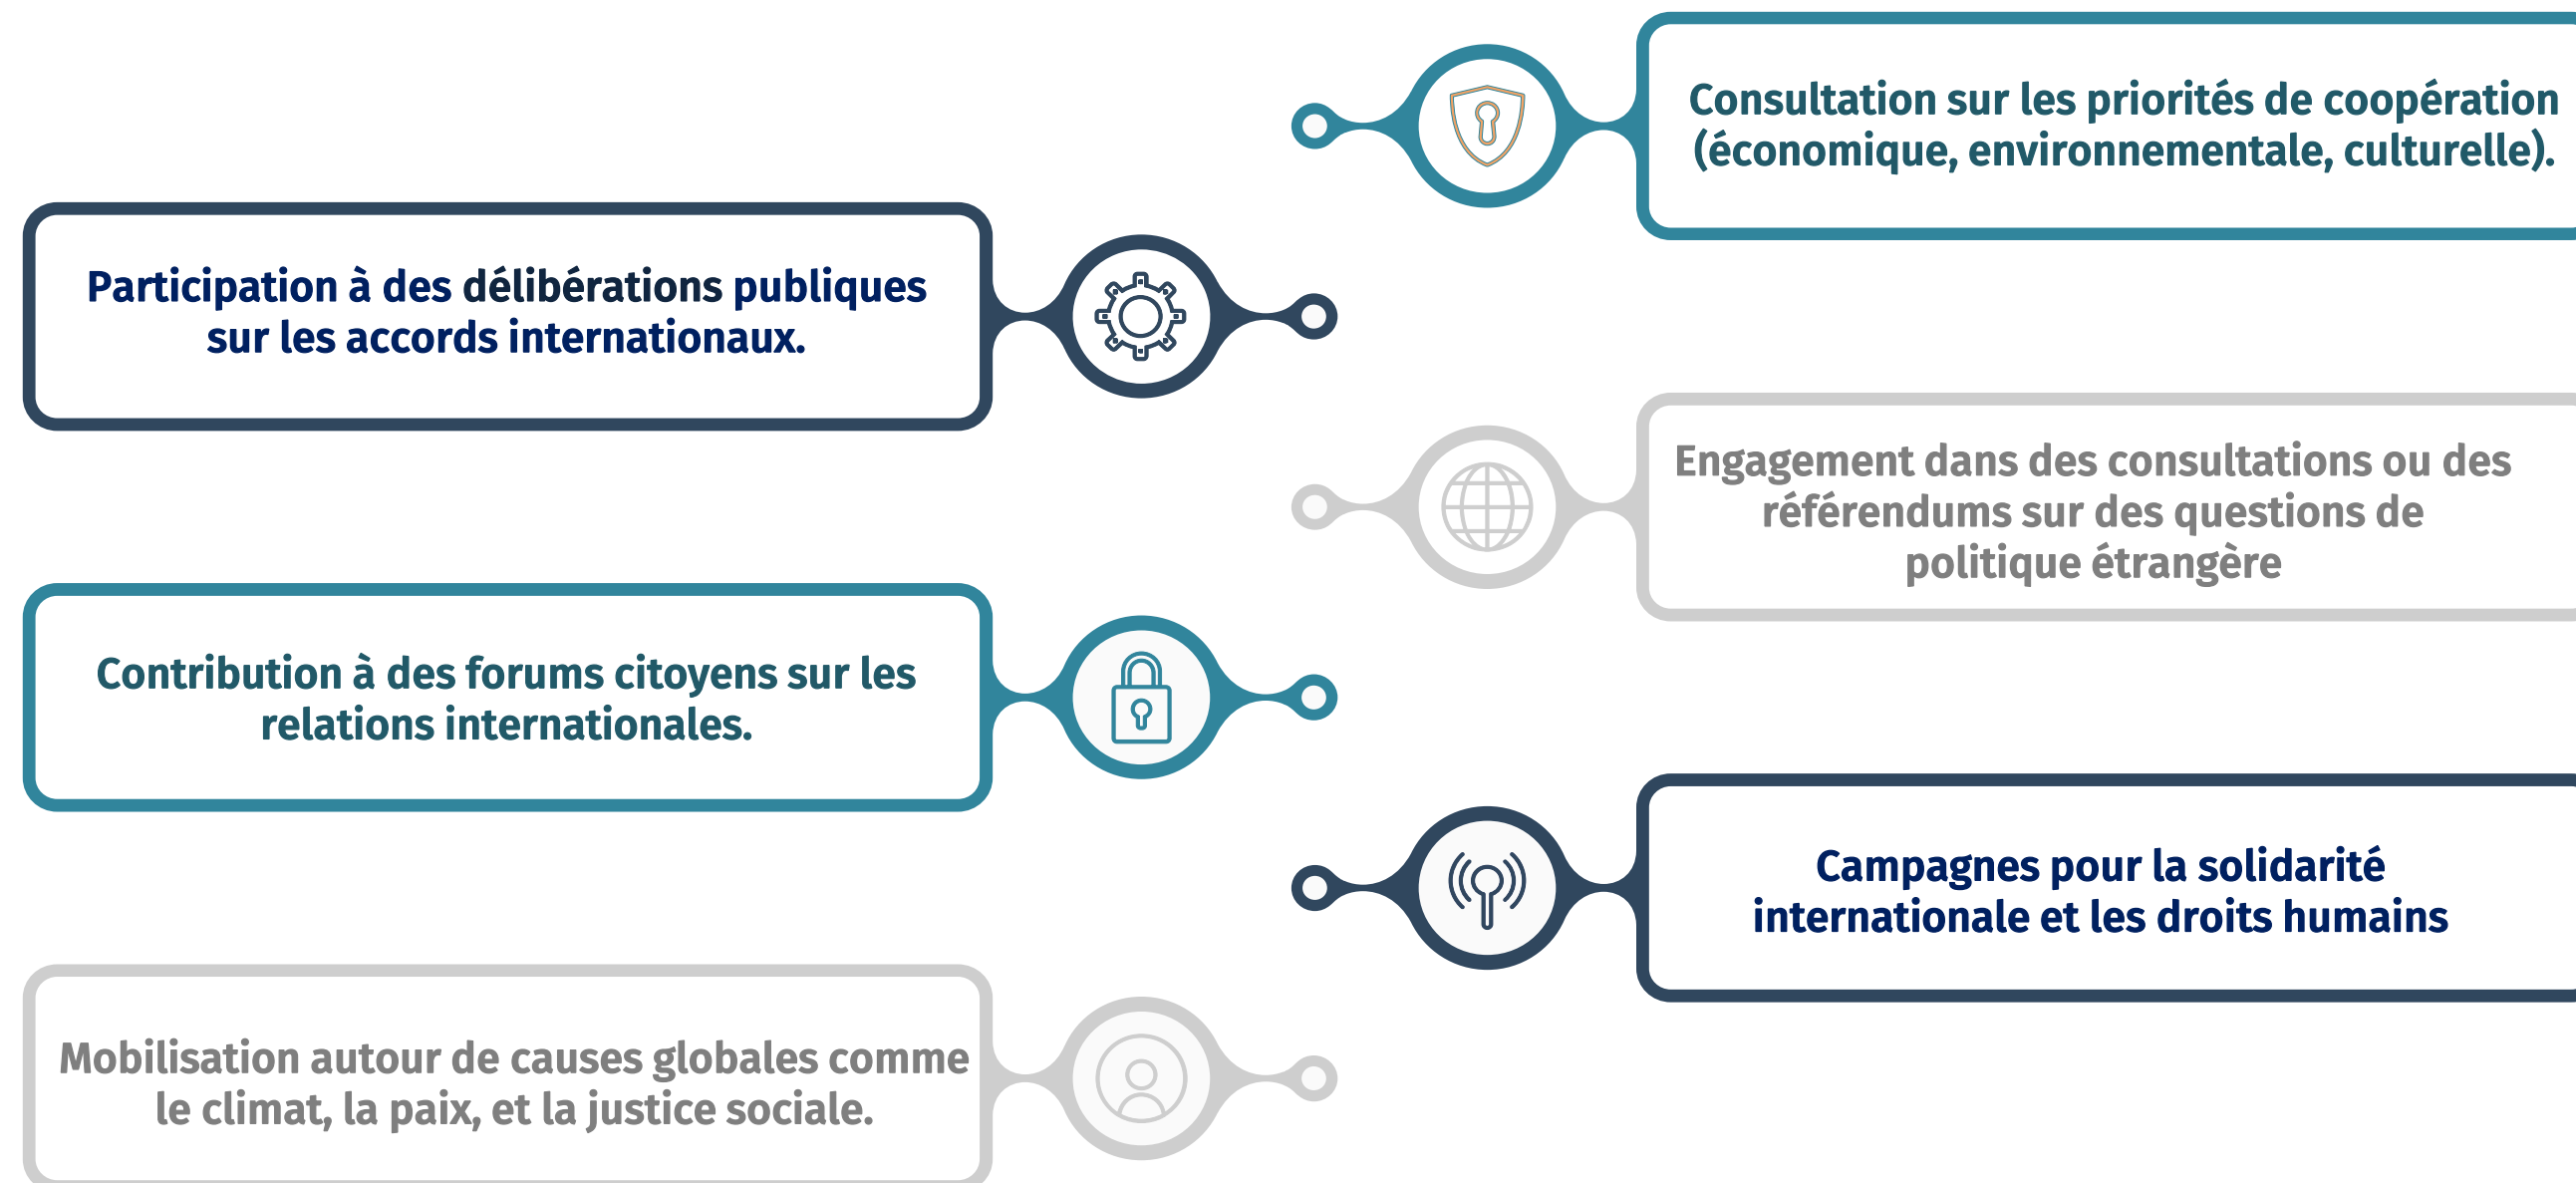 Consultation sur les priorités de coopération
(économique, environnementale, culturelle).
Participation à des délibérations publiques
sur les accords internationaux.
Engagement dans des consultations ou des
référendums sur des questions de
politique étrangère
Contribution à des forums citoyens sur les
relations internationales.
Campagnes pour la solidarité
internationale et les droits humains
Mobilisation autour de causes globales comme
le climat, la paix, et la justice sociale.